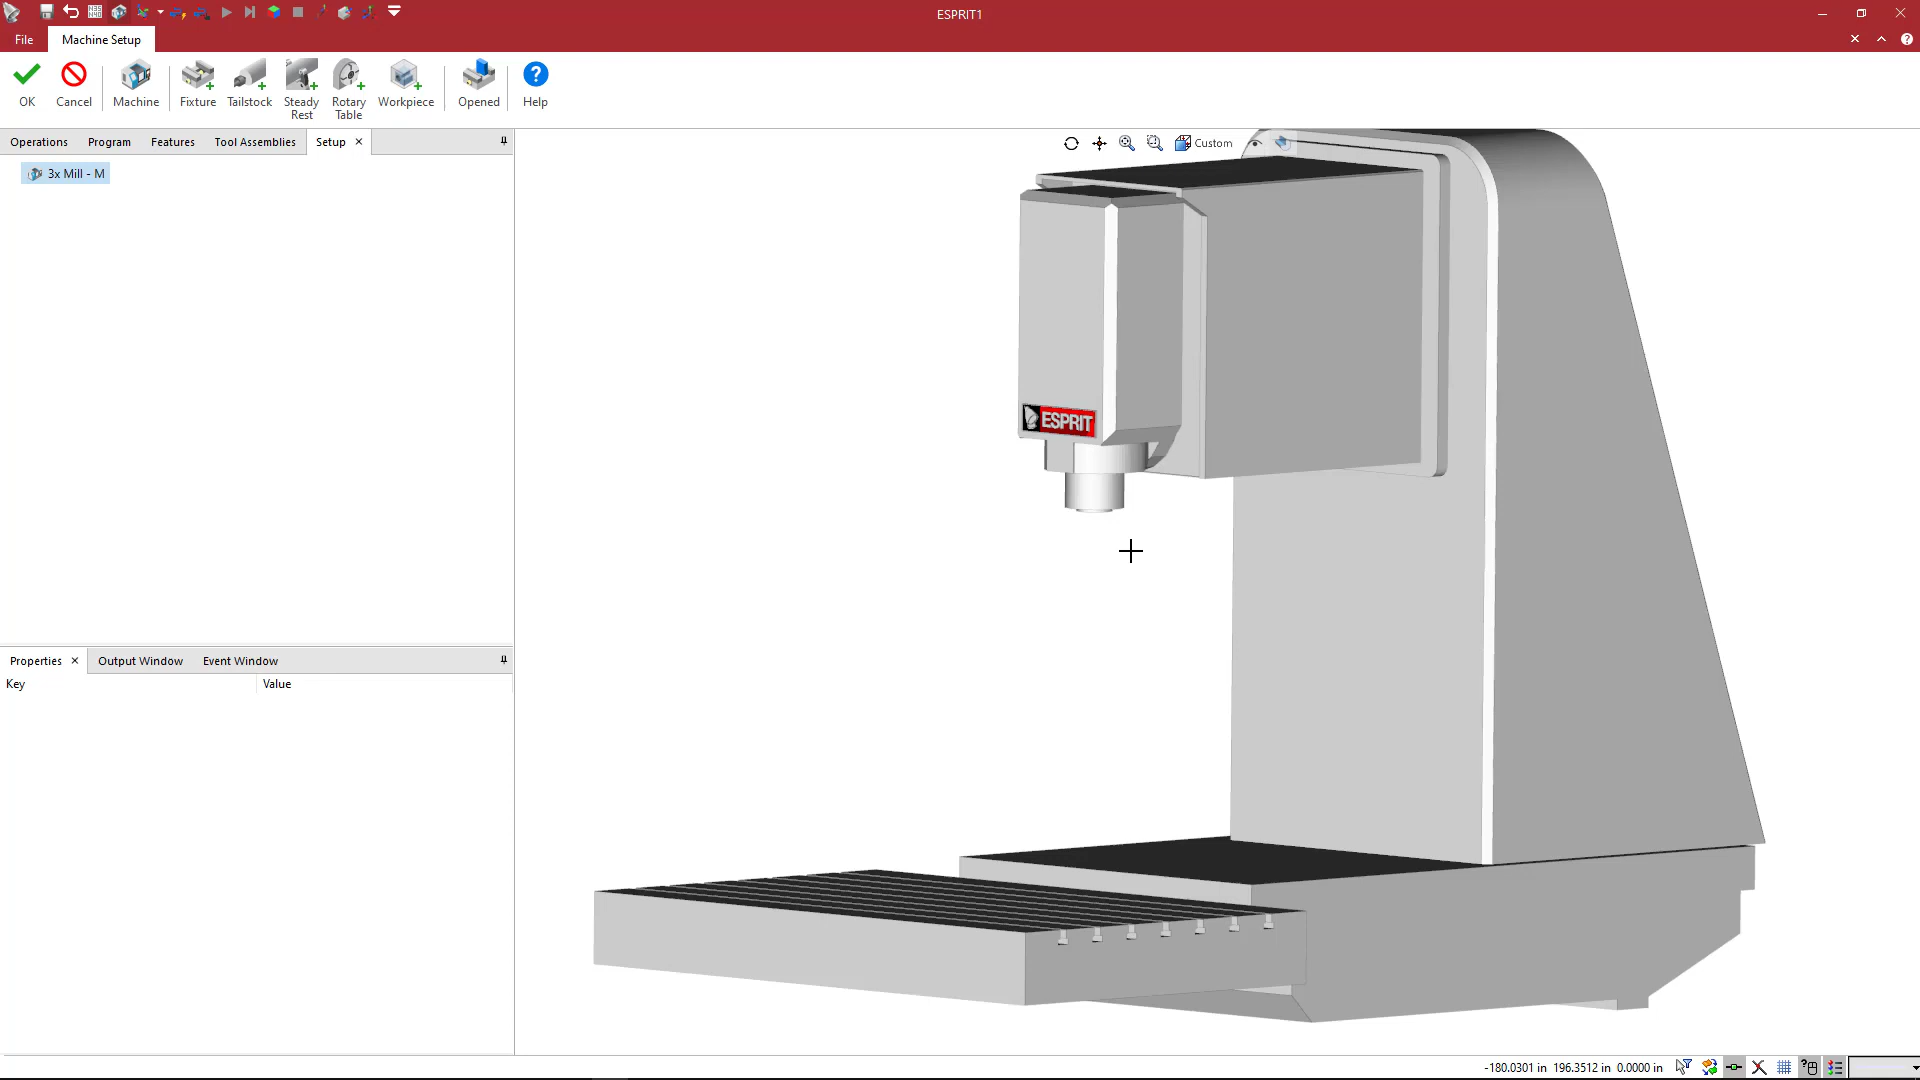 ESPRIT1
File
Machine Setup
OK
Cancel
Machine
Fixture
Tailstock
Steady
Rest
Rotary
Table
Workpiece
Opened
Help
Operations
Program
Features
Tool Assemblies
Setup
Custom
3x Mill - M
ESPRIT
Properties
Output Window
Event Window
Key
Value
-180.0301 in 196.3512 in 0.0000 in